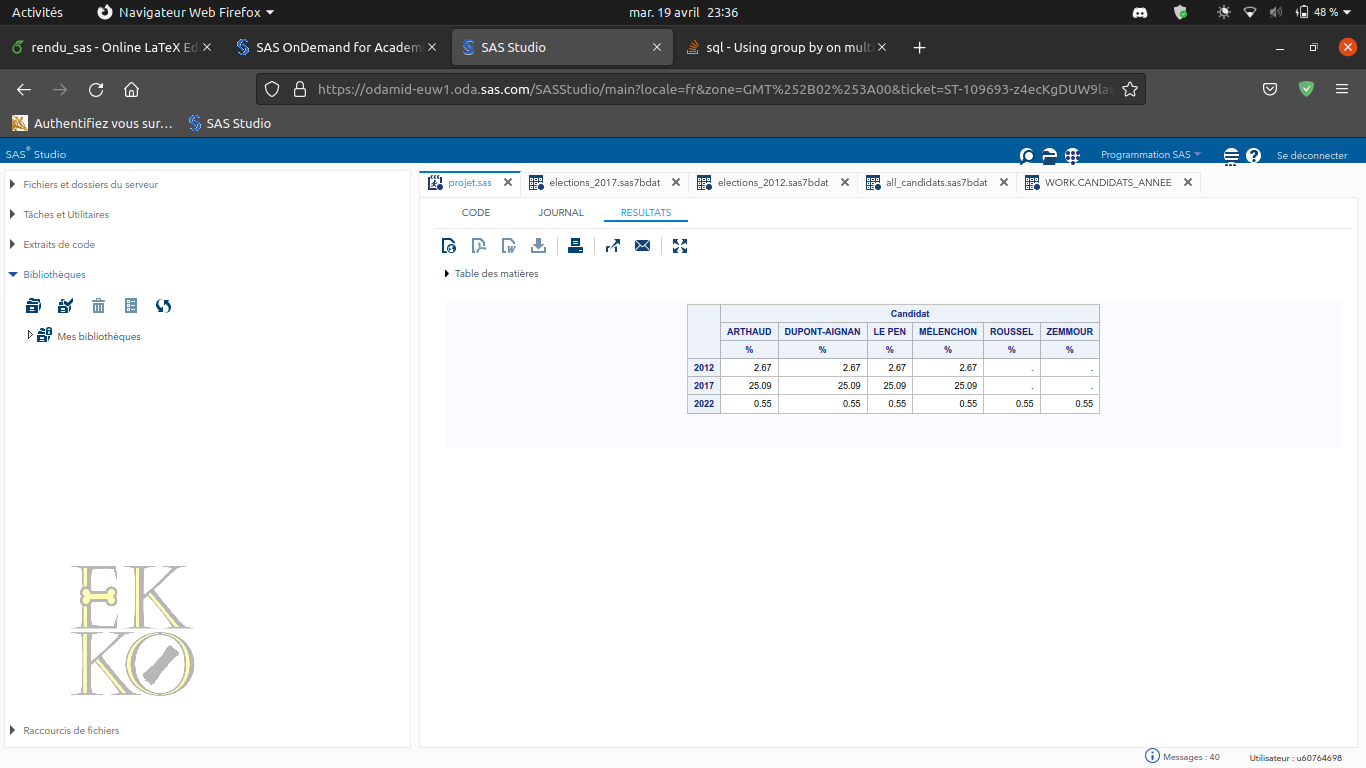 Activités
Navigateur Web Firefox
mar. 19 avril 23:36
48 %
rendu_sas - Online LaTeX Ed
SAS OnDemand for Academ
SAS Studio
sql - Using group by on mult
https://odamid-euw1.oda.sas.com/SASStudio/main?locale=fr&zone=GMT%252B02%253A00&ticket=ST-109693-z4ecKgDUW9law
Authentifiez vous sur…
SAS Studio
SAS® Studio
Programmation SAS
Se déconnecter
Fichiers et dossiers du serveur
Tâches et Utilitaires
Extraits de code
Bibliothèques
Mes bibliothèques
EK
KO
Raccourcis de fichiers
projet.sas
elections_2017.sas7bdat
elections_2012.sas7bdat
all_candidats.sas7bdat
WORK.CANDIDATS_ANNEE
CODE
JOURNAL
RESULTATS
Table des matières
Candidat
ARTHAUD DUPONT-AIGNAN LE PEN MÉLENCHON ROUSSEL ZEMMOUR
% % % % % %
2012 2.67 2.67 2.67 2.67 . .
2017 25.09 25.09 25.09 25.09 . .
2022 0.55 0.55 0.55 0.55 0.55 0.55
Messages : 40
Utilisateur : u60764698